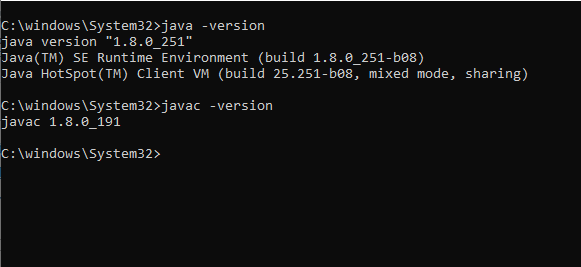 C:\windows\System32>java -version
java version "1.8.0_251"
Java(TM) SE Runtime Environment (build 1.8.0_251-b08)
Java HotSpot(TM) Client VM (build 25.251-b08, mixed mode, sharing)
C:\windows\System32>javac -version
javac 1.8.0_191
C:\windows\System32>